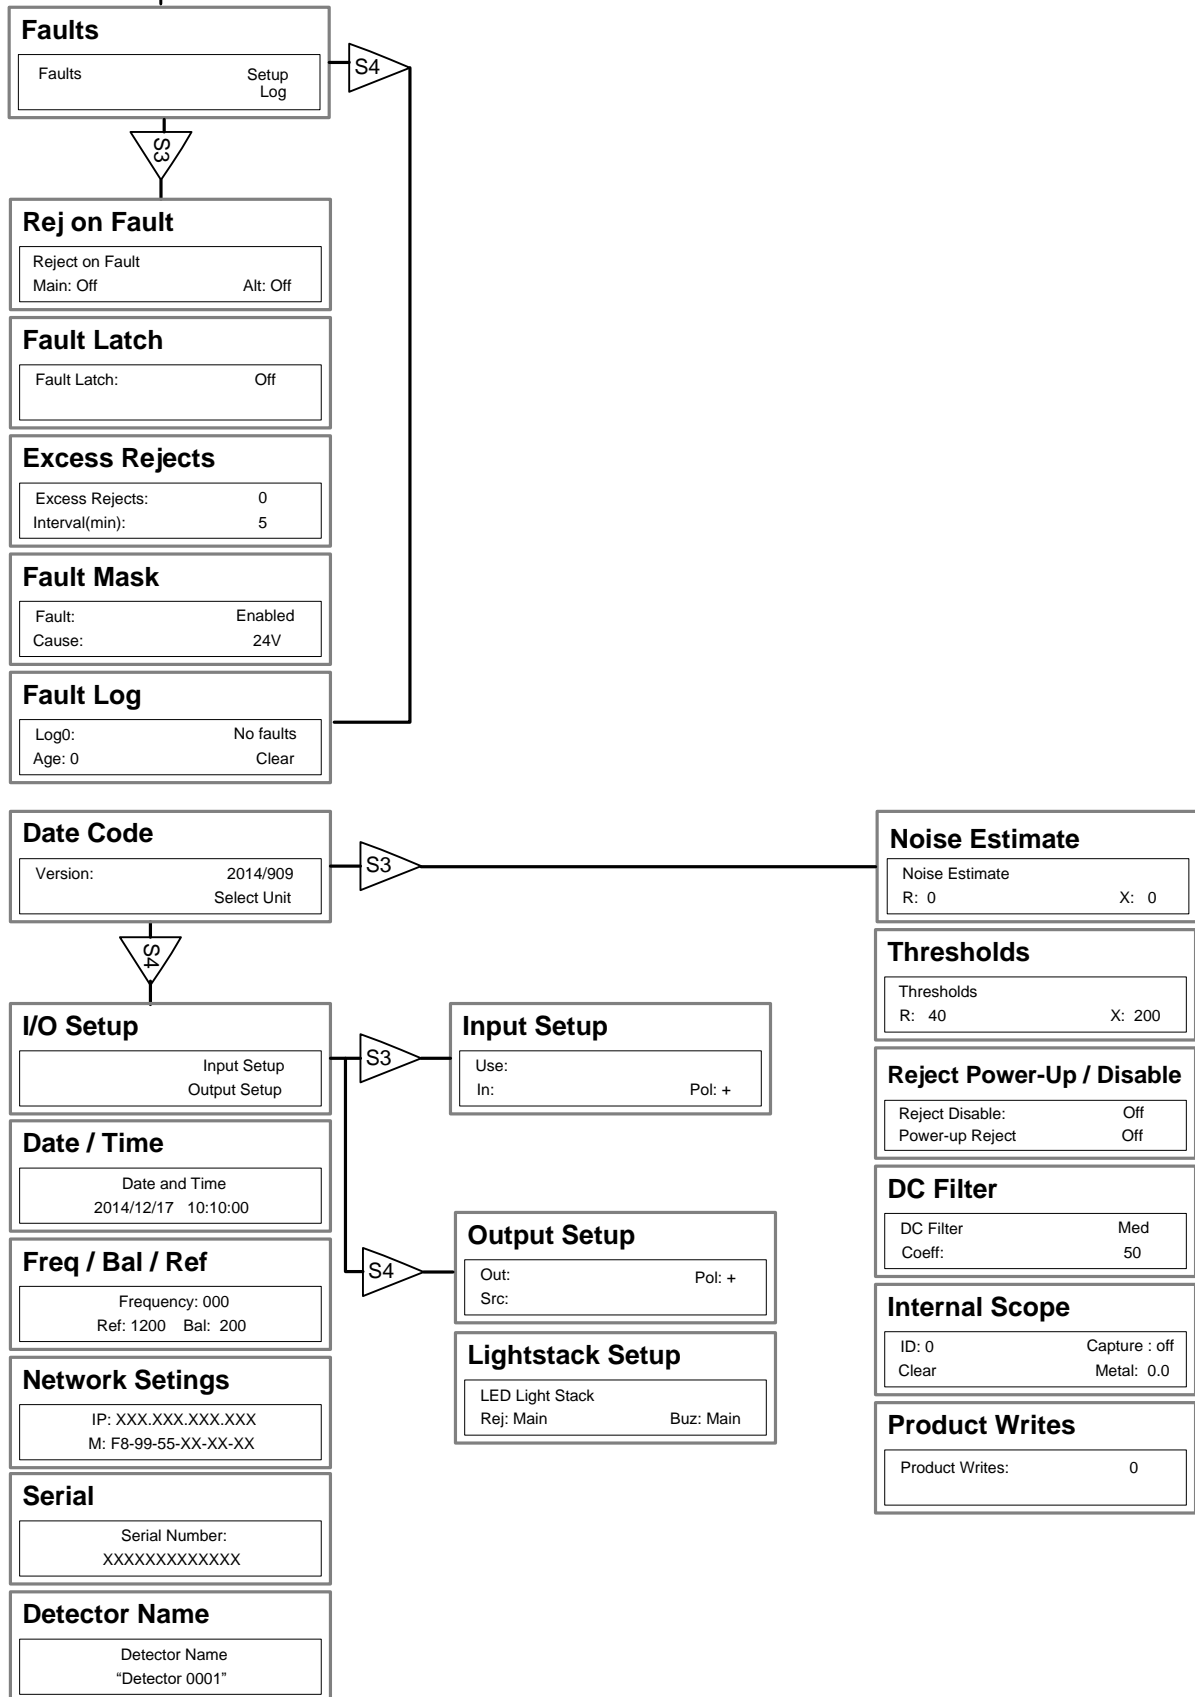 Faults
Faults Setup
Log
S4
S3
Rej on Fault
Reject on Fault
Main: Off Alt: Off
Fault Latch
Fault Latch: Off
Excess Rejects
Excess Rejects: 0
Interval(min): 5
Fault Mask
Fault: Enabled
Cause: 24V
Fault Log
Log0: No faults
Age: 0 Clear
Date Code
Version: 2014/909
Select Unit
S3
S4
I/O Setup
Input Setup
Output Setup
S3
S4
Date / Time
Date and Time
2014/12/17 10:10:00
Freq / Bal / Ref
Frequency: 000
Ref: 1200 Bal: 200
Network Setings
IP: XXX.XXX.XXX.XXX
M: F8-99-55-XX-XX-XX
Serial
Serial Number:
XXXXXXXXXXXXX
Detector Name
Detector Name
“Detector 0001”
Input Setup
Use:
In: Pol: +
Output Setup
Out: Pol: +
Src:
Lightstack Setup
LED Light Stack
Rej: Main Buz: Main
Noise Estimate
Noise Estimate
R: 0 X: 0
Thresholds
Thresholds
R: 40 X: 200
Reject Power-Up / Disable
Reject Disable: Off
Power-up Reject Off
DC Filter
DC Filter Med
Coeff: 50
Internal Scope
ID: 0 Capture : off
Clear Metal: 0.0
Product Writes
Product Writes: 0